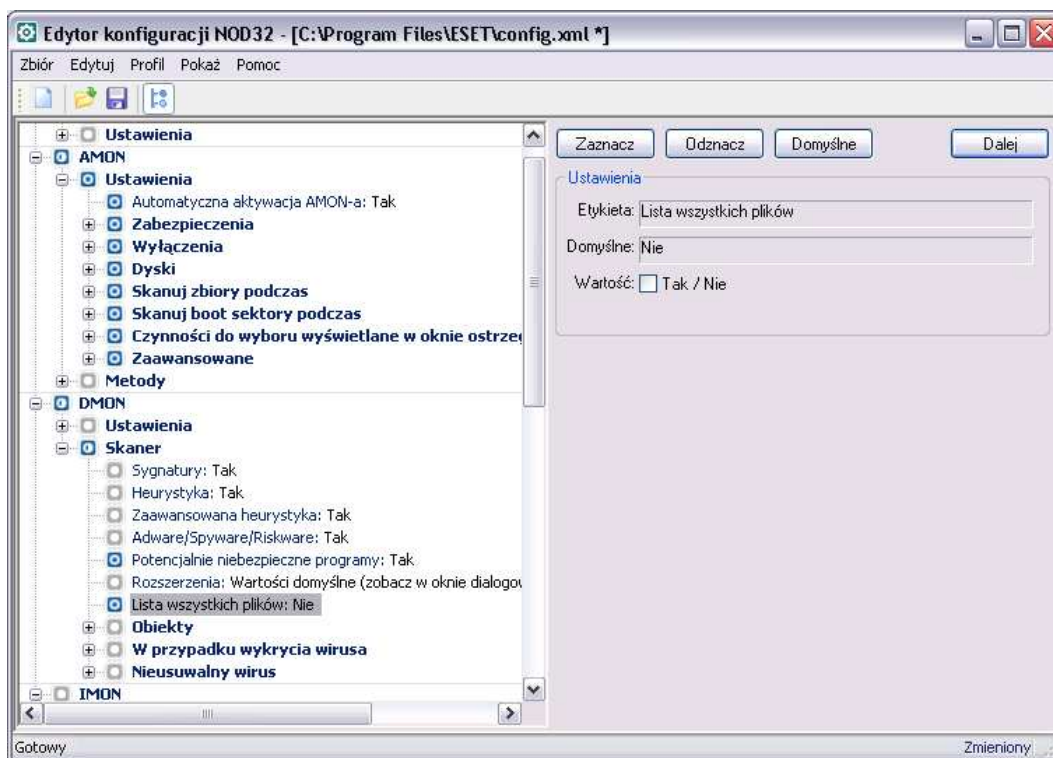 Edytor konfiguracji NOD32 - [C:\Program Files\ESET\config.xml *]
Zbiór Edytuj Profil Pokaż Pomoc
Ustawienia
AMON
Ustawienia
Automatyczna aktywacja AMON-a: Tak
Zabezpieczenia
Wyłączenia
Dyski
Skanuj zbiory podczas
Skanuj boot sektory podczas
Czynności do wyboru wyświetlane w oknie
Zaawansowane
Metody
DMON
Ustawienia
Skaner
Sygnatury: Tak
Heurystyka: Tak
Zaawansowana heurystyka: Tak
Adware/Spyware/Riskware: Tak
Potencjalnie niebezpieczne programy: Tak
Rozszerzenia: Wartości domyślne (zobacz w oknie
Lista wszystkich plików: Nie
Obiekty
W przypadku wykrycia wirusa
Nieusuwalny wirus
IMON
Zaznacz Odznacz Domyślne Dalej
Ustawienia
Etykieta: Lista wszystkich plików
Domyślne: Nie
Wartość: Tak / Nie
Gotowy Zmieniony